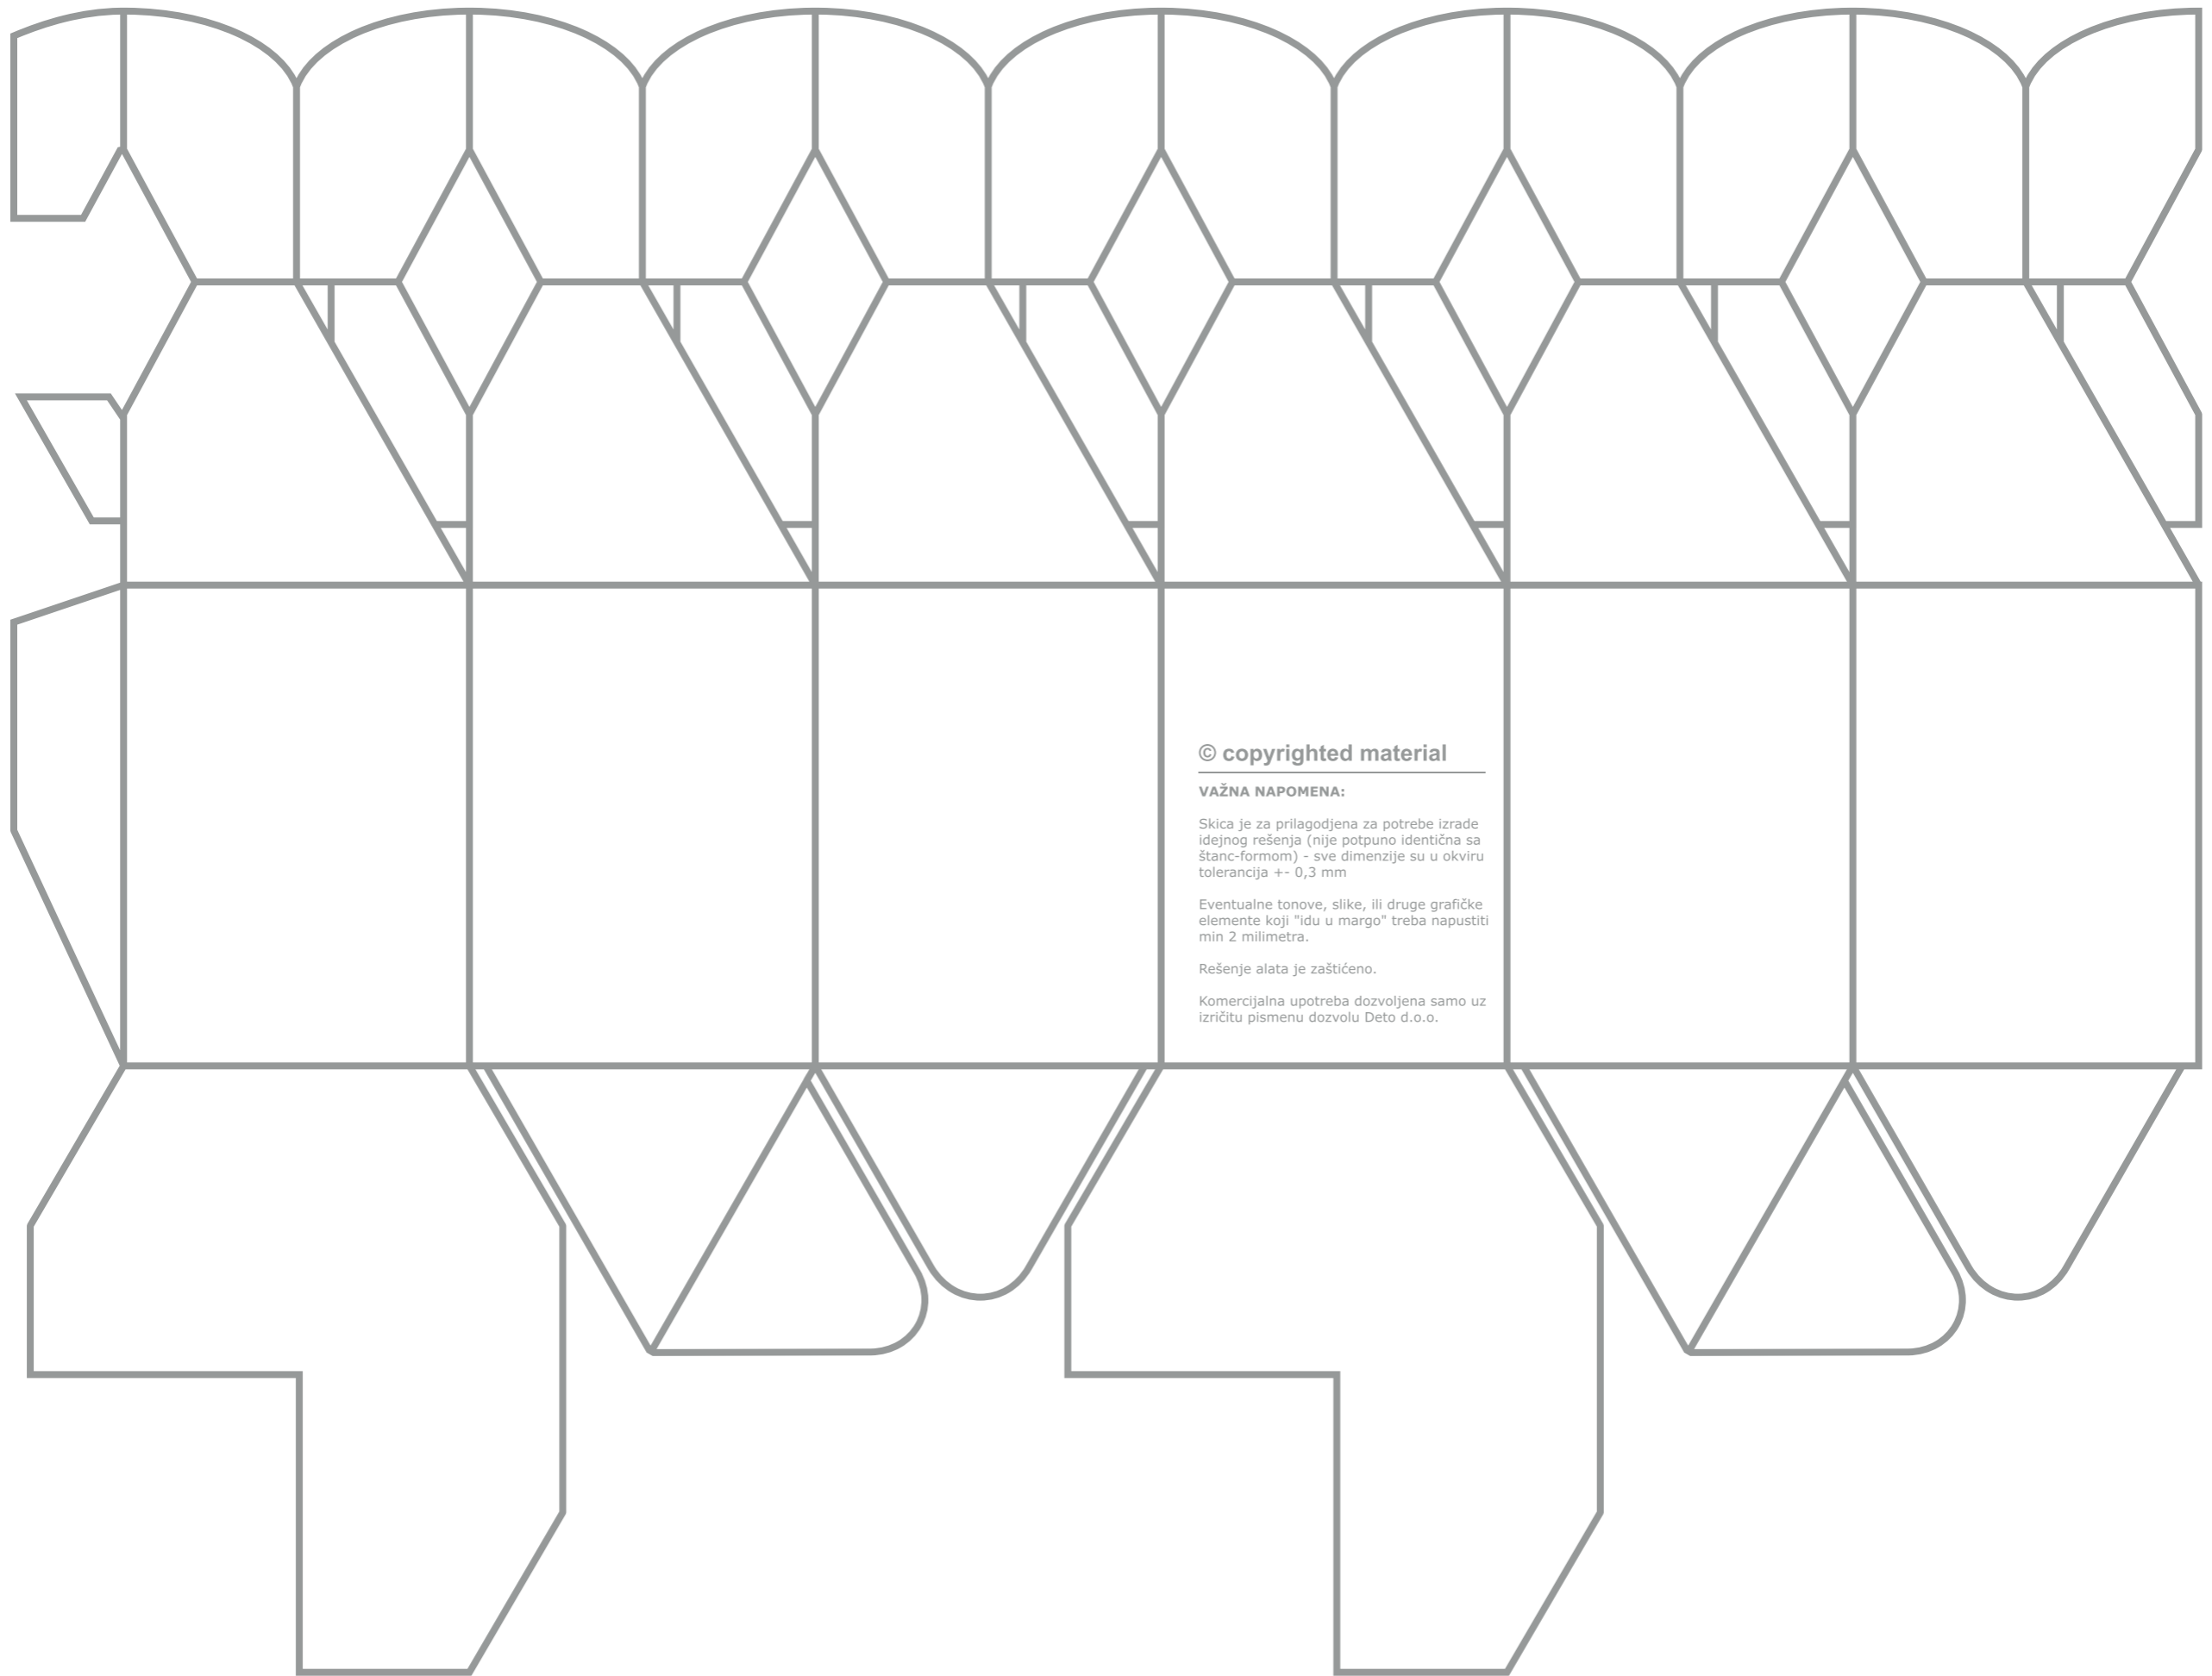 © copyrighted material
VAŽNA NAPOMENA:
Skica je za prilagodjena za potrebe izrade
idejnog rešenja (nije potpuno identična sa
štanc-formom) - sve dimenzije su u okviru
tolerancija +- 0,3 mm
Eventualne tonove, slike, ili druge grafičke
elemente koji "idu u margo" treba napustiti
min 2 milimetra.
Rešenje alata je zaštićeno.
Komercijalna upotreba dozvoljena samo uz
izričitu pismenu dozvolu Deto d.o.o.